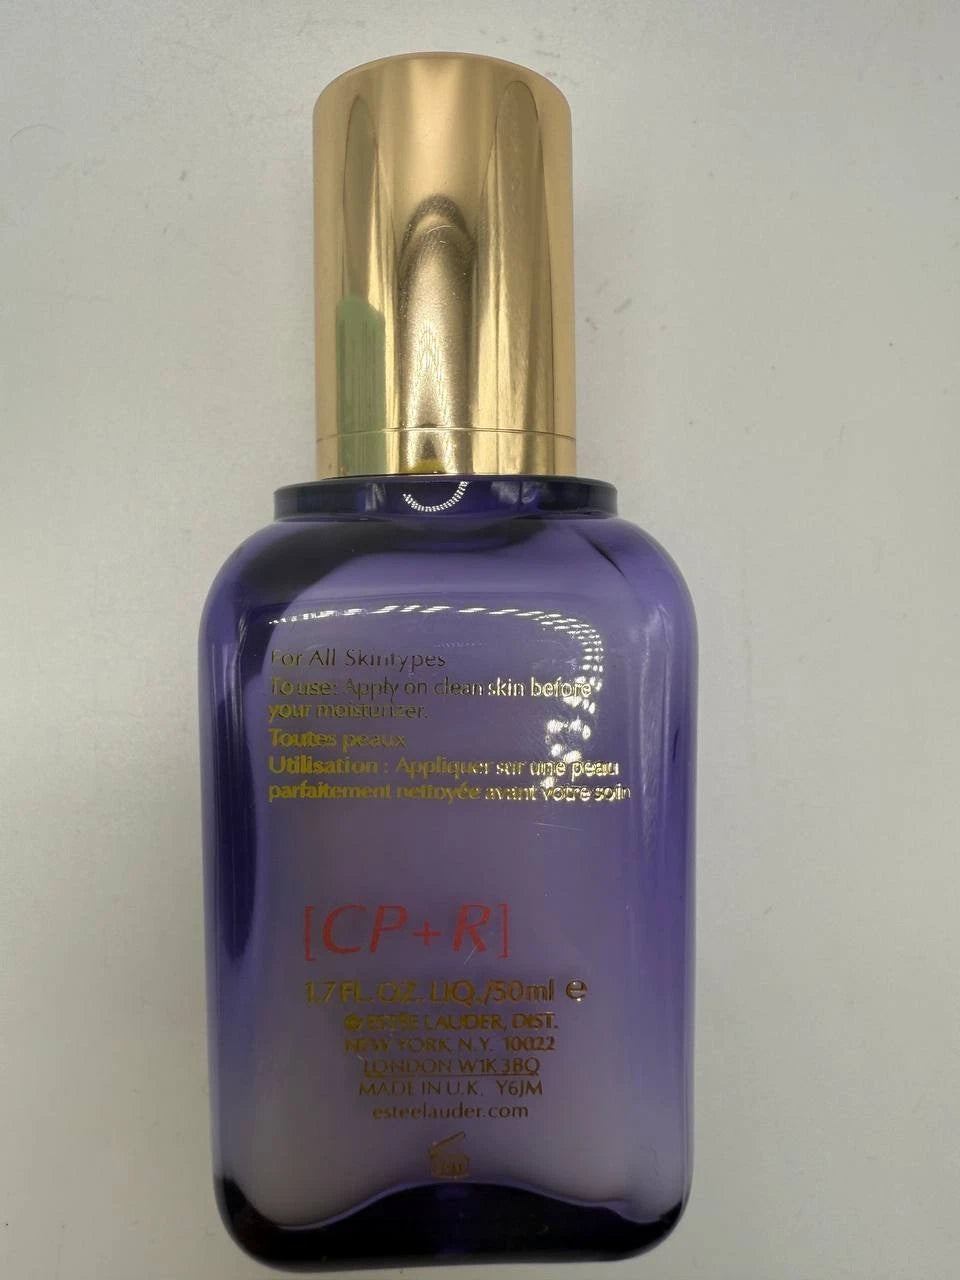 For All Skintypes
To use: Apply on clean skin before
your moisturizer.
Toutes peaux
Utilisation : Appliquer sur une peau
parfaitement nettoyée avant votre soin
[CP+R]
1.7 FL. OZ. LIQ./50ml e
ESTĒE LAUDER, DIST.
NEW YORK, N.Y. 10022
LONDON W1K 3BQ
MADE IN U.K. Y6JM
esteelauder.com